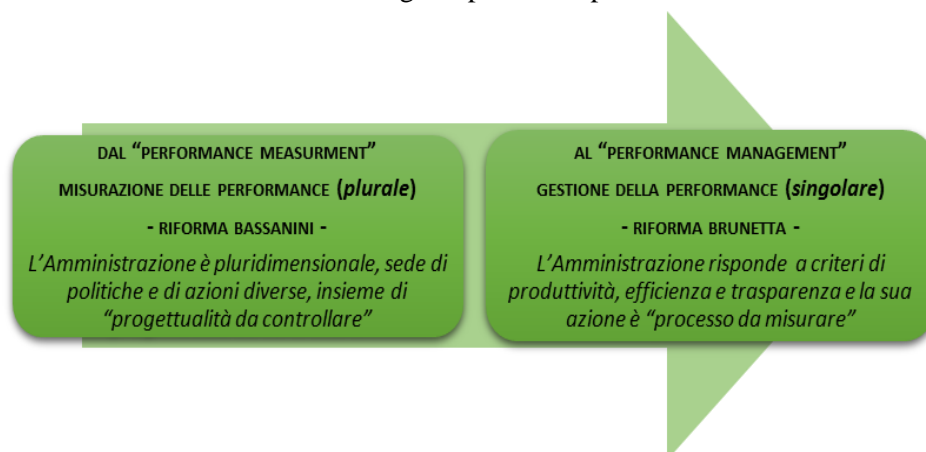 DAL “PERFORMANCE MEASURMENT”
MISURAZIONE DELLE PERFORMANCE (plurale)
- RIFORMA BASSANINI -
L’Amministrazione è pluridimensionale, sede di
politiche e di azioni diverse, insieme di
“progettualità da controllare”
AL “PERFORMANCE MANAGEMENT”
GESTIONE DELLA PERFORMANCE (singolare)
- RIFORMA BRUNETTA -
L’Amministrazione risponde a criteri di
produttività, efficienza e trasparenza e la sua
azione è “processo da misurare”